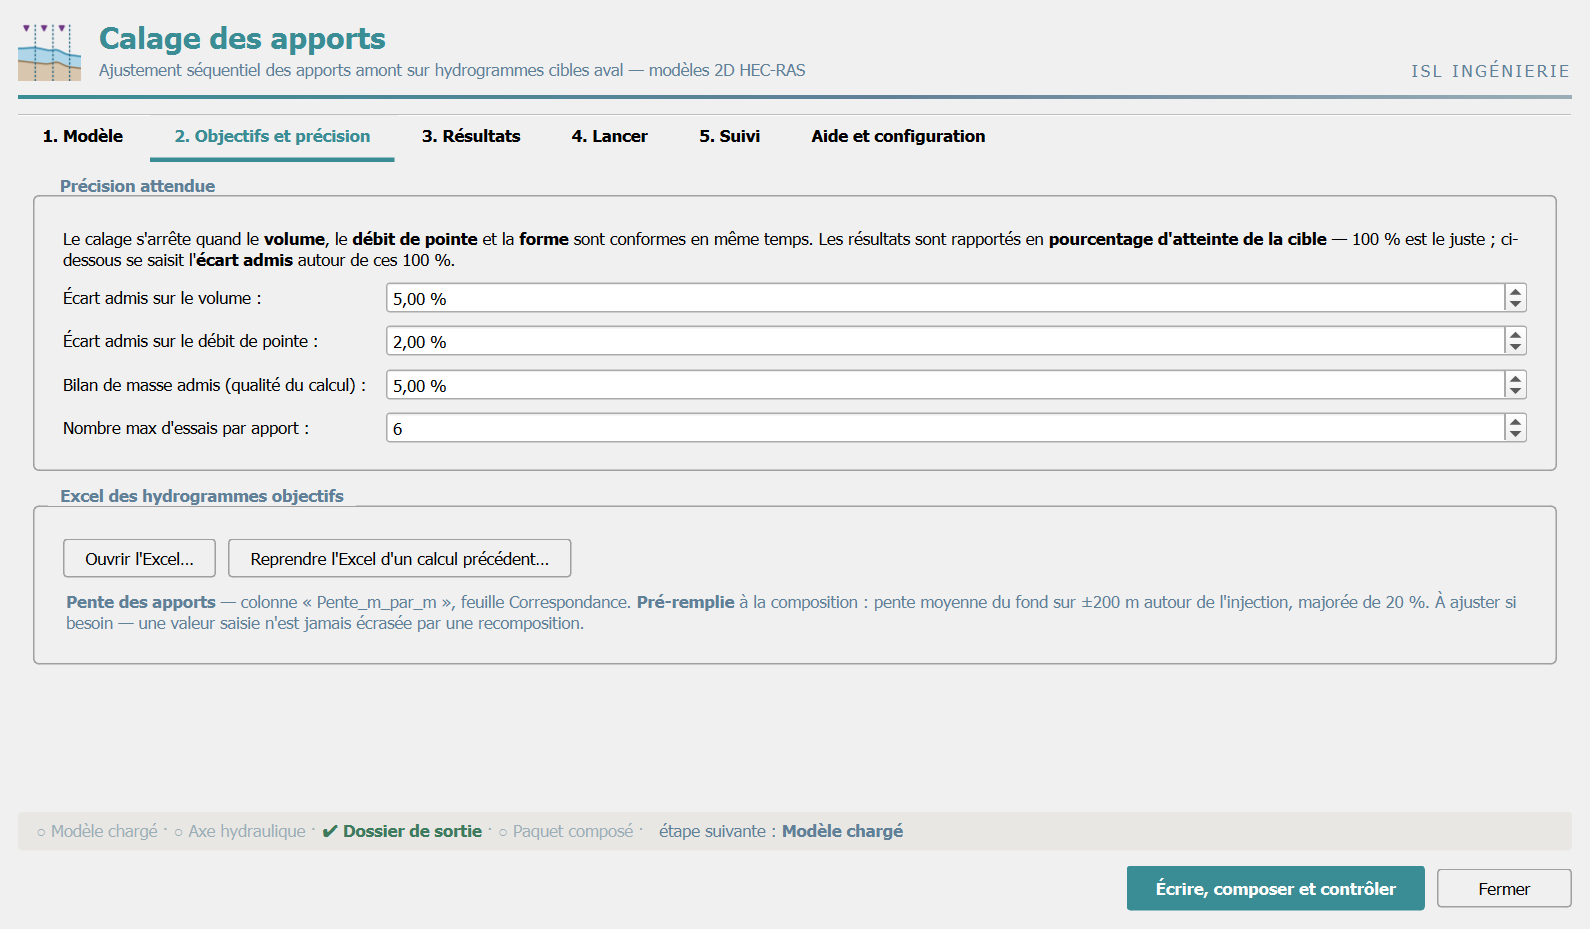 Calage des apports
Ajustement séquentiel des apports amont sur hydrogrammes cibles aval — modèles 2D HEC-RAS
ISL INGÉNIERIE
1. Modèle
2. Objectifs et précision
3. Résultats
4. Lancer
5. Suivi
Aide et configuration
Précision attendue
Le calage s'arrête quand le volume, le débit de pointe et la forme sont conformes en même temps. Les résultats sont rapportés en pourcentage d'atteinte de la cible — 100 % est le juste ; ci-
dessous se saisit l'écart admis autour de ces 100 %.
Écart admis sur le volume :
5,00 %
Écart admis sur le débit de pointe :
2,00 %
Bilan de masse admis (qualité du calcul) :
5,00 %
Nombre max d'essais par apport :
6
Excel des hydrogrammes objectifs
Ouvrir l'Excel...
Reprendre l'Excel d'un calcul précédent...
Pente des apports — colonne « Pente_m_par_m », feuille Correspondance. Pré-remplie à la composition : pente moyenne du fond sur ±200 m autour de l'injection, majorée de 20 %. À ajuster si
besoin — une valeur saisie n'est jamais écrasée par une recomposition.
○ Modèle chargé · ○ Axe hydraulique · ✔ Dossier de sortie · ○ Paquet composé · étape suivante : Modèle chargé
Écrire, composer et contrôler
Fermer